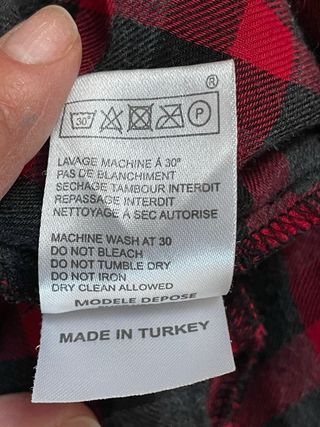 ®
30°
P
LAVAGE MACHINE À 30°
PAS DE BLANCHIMENT
SECHAGE TAMBOUR INTERDIT
REPASSAGE INTERDIT
NETTOYAGE À SEC AUTORISE
MACHINE WASH AT 30
DO NOT BLEACH
DO NOT TUMBLE DRY
DO NOT IRON
DRY CLEAN ALLOWED
MODELE DEPOSE
MADE IN TURKEY